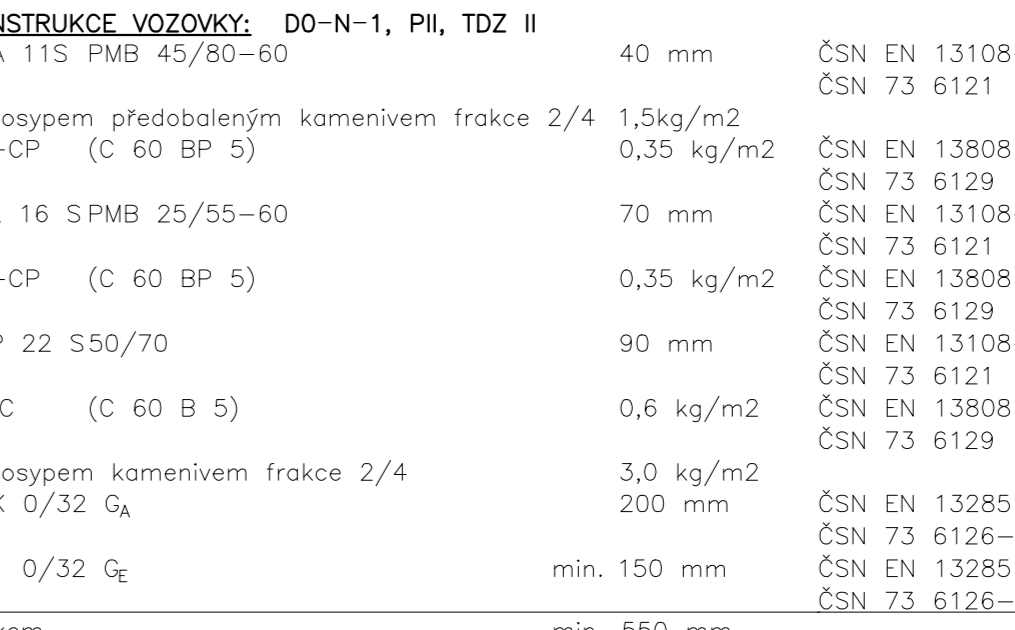 NSTRUKCE VOZOVKY: D0-N-1, PII, TDZ II
A 11S PMB 45/80-60 40 mm ČSN EN 13108-
ČSN 73 6121
osypem předobaleným kamenivem frakce 2/4 1,5kg/m2
-CP (C 60 BP 5) 0,35 kg/m2 ČSN EN 13808
ČSN 73 6129
16 S PMB 25/55-60 70 mm ČSN EN 13108-
ČSN 73 6121
-CP (C 60 BP 5) 0,35 kg/m2 ČSN EN 13808
ČSN 73 6129
P 22 S 50/70 90 mm ČSN EN 13108-
ČSN 73 6121
C (C 60 B 5) 0,6 kg/m2 ČSN EN 13808
ČSN 73 6129
osypem kamenivem frakce 2/4 3,0 kg/m2
K 0/32 GA 200 mm ČSN EN 13285
ČSN 73 6126-
0/32 GE min. 150 mm ČSN EN 13285
ČSN 73 6126-
min. 550 mm